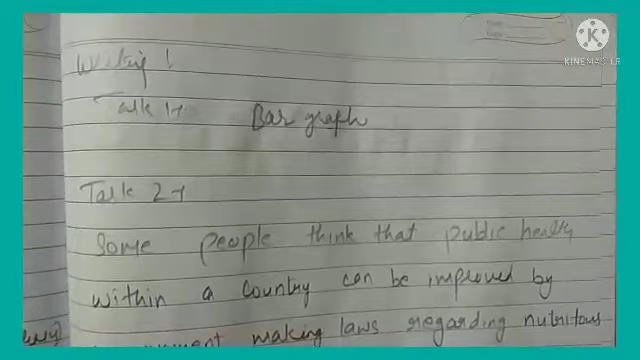 KINEMASTER
Writing !
Task 1→
Bar graph
Task 2→
Some people think that public health
within a country can be improved by
making laws regarding nutritous